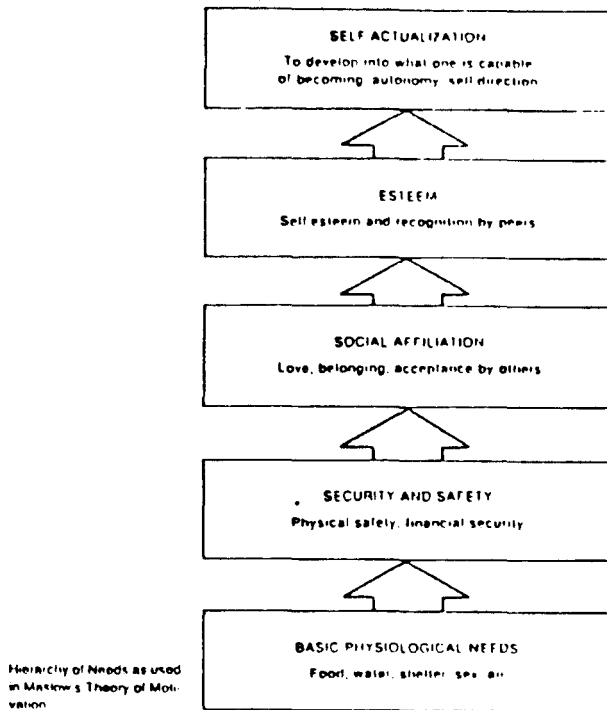 SELF ACTUALIZATION
To develop into what one is capable
of becoming autonomy, self direction
ESTEEM
Self esteem and recognition by peers
SOCIAL AFFILIATION
Love, belonging, acceptance by others
SECURITY AND SAFETY
Physical safety, financial security
BASIC PHYSIOLOGICAL NEEDS
Food, water, shelter, sex, air
Hierarchy of Needs as used
in Maslow's Theory of Moti-
vation